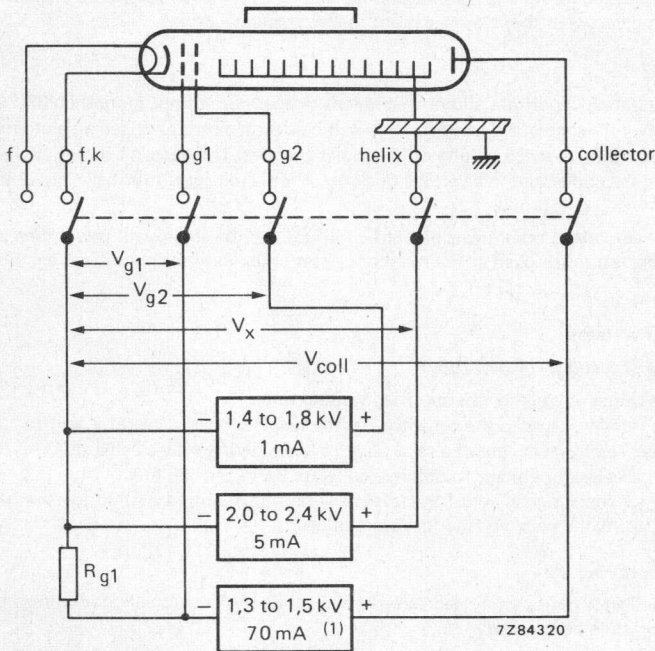 f f,k g1 g2 helix collector
Vg1
Vg2
Vx
Vcoll
− 1,4 to 1,8 kV +
1 mA
− 2,0 to 2,4 kV +
5 mA
Rg1
− 1,3 to 1,5 kV +
70 mA (1)
7Z84320